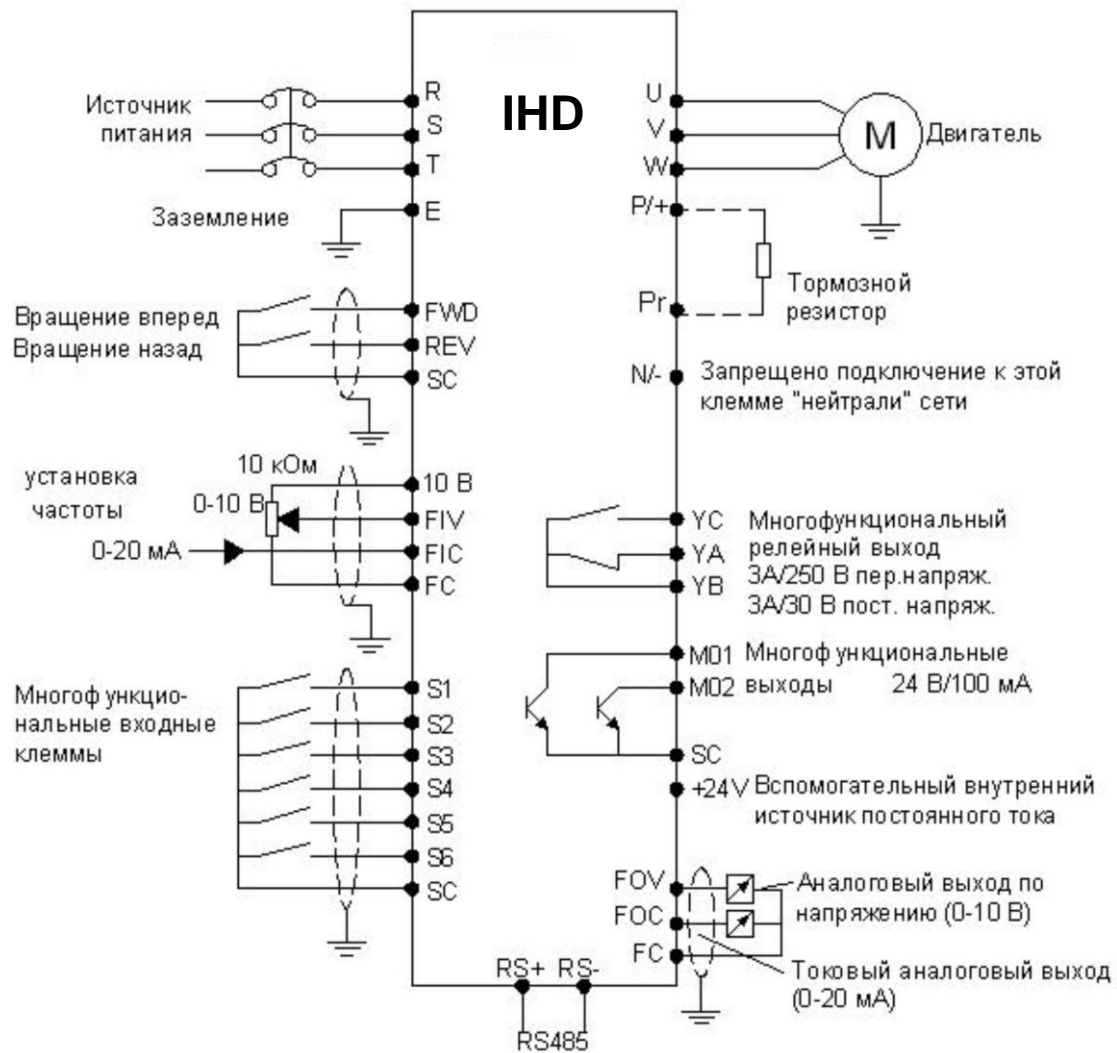 IHD
Источник
питания
R
S
T
Заземление
E
U
V
W
M
Двигатель
P/+
Pr
Тормозной
резистор
Вращение вперед
Вращение назад
FWD
REV
SC
N/-
Запрещено подключение к этой
клемме "нейтрали" сети
установка
частоты
10 кОм
0-10 В
0-20 мА
10 В
FIV
FIC
FC
YC
YA
YB
Многофункциональный
релейный выход
3А/250 В пер.напряж.
3А/30 В пост. напряж.
Многофункцио-
нальные входные
клеммы
S1
S2
S3
S4
S5
S6
SC
M01
M02
Многофункциональные
выходы 24 В/100 мА
SC
+24V
Вспомогательный внутренний
источник постоянного тока
FOV
FOC
FC
Аналоговый выход по
напряжению (0-10 В)
Токовый аналоговый выход
(0-20 мА)
RS+ RS-
RS485